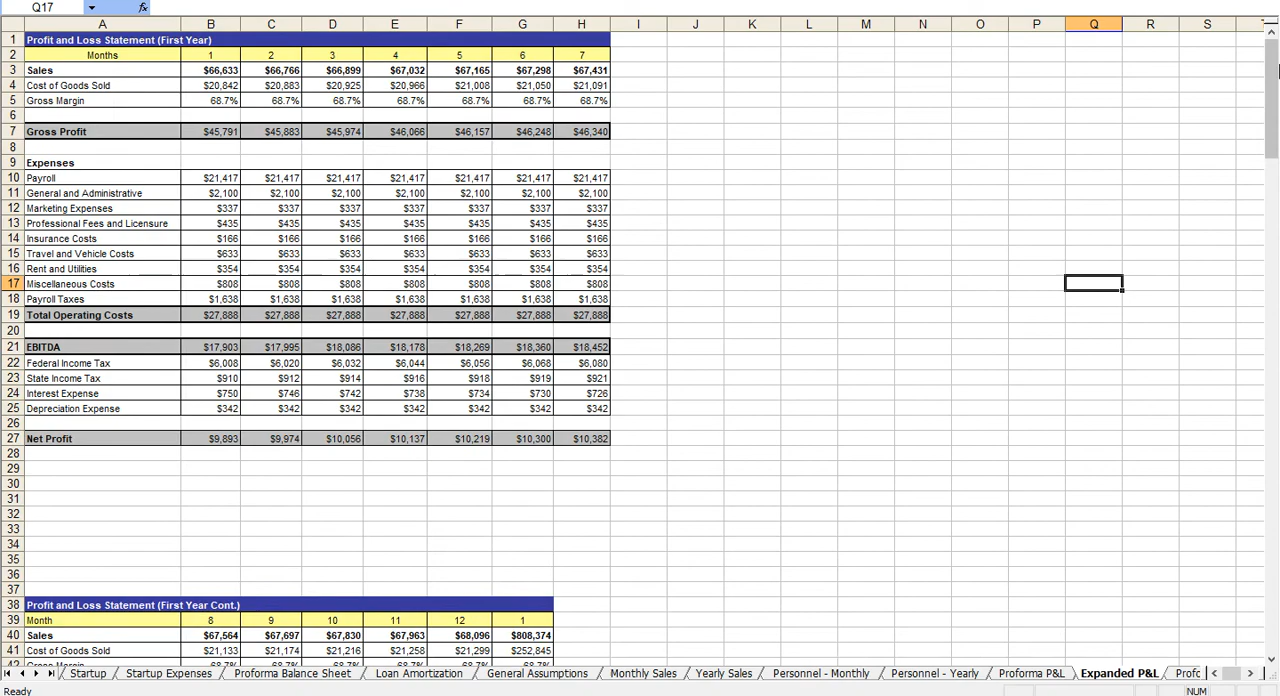 Q17 fx
A B C D E F G H I J K L M N O P Q R S
1 Profit and Loss Statement (First Year)
2 Months 1 2 3 4 5 6 7
3 Sales $66,633 $66,766 $66,899 $67,032 $67,165 $67,298 $67,431
4 Cost of Goods Sold $20,842 $20,883 $20,925 $20,966 $21,008 $21,050 $21,091
5 Gross Margin 68.7% 68.7% 68.7% 68.7% 68.7% 68.7% 68.7%
6
7 Gross Profit $45,791 $45,883 $45,974 $46,066 $46,157 $46,248 $46,340
8
9 Expenses
10 Payroll $21,417 $21,417 $21,417 $21,417 $21,417 $21,417 $21,417
11 General and Administrative $2,100 $2,100 $2,100 $2,100 $2,100 $2,100 $2,100
12 Marketing Expenses $337 $337 $337 $337 $337 $337 $337
13 Professional Fees and Licensure $435 $435 $435 $435 $435 $435 $435
14 Insurance Costs $166 $166 $166 $166 $166 $166 $166
15 Travel and Vehicle Costs $633 $633 $633 $633 $633 $633 $633
16 Rent and Utilities $354 $354 $354 $354 $354 $354 $354
17 Miscellaneous Costs $808 $808 $808 $808 $808 $808 $808
18 Payroll Taxes $1,638 $1,638 $1,638 $1,638 $1,638 $1,638 $1,638
19 Total Operating Costs $27,888 $27,888 $27,888 $27,888 $27,888 $27,888 $27,888
20
21 EBITDA $17,903 $17,995 $18,086 $18,178 $18,269 $18,360 $18,452
22 Federal Income Tax $6,008 $6,020 $6,032 $6,044 $6,056 $6,068 $6,080
23 State Income Tax $910 $912 $914 $916 $918 $919 $921
24 Interest Expense $750 $746 $742 $738 $734 $730 $726
25 Depreciation Expense $342 $342 $342 $342 $342 $342 $342
26
27 Net Profit $9,893 $9,974 $10,056 $10,137 $10,219 $10,300 $10,382
28
29
30
31
32
33
34
35
36
37
38 Profit and Loss Statement (First Year Cont.)
39 Month 8 9 10 11 12 1
40 Sales $67,564 $67,697 $67,830 $67,963 $68,096 $808,374
41 Cost of Goods Sold $21,133 $21,174 $21,216 $21,258 $21,299 $252,845
42 Gross Margin 68.7% 68.7% 68.7% 68.7% 68.7% 68.7%
Startup Startup Expenses Proforma Balance Sheet Loan Amortization General Assumptions Monthly Sales Yearly Sales Personnel - Monthly Personnel - Yearly Proforma P&L Expanded P&L Profc
Ready NUM